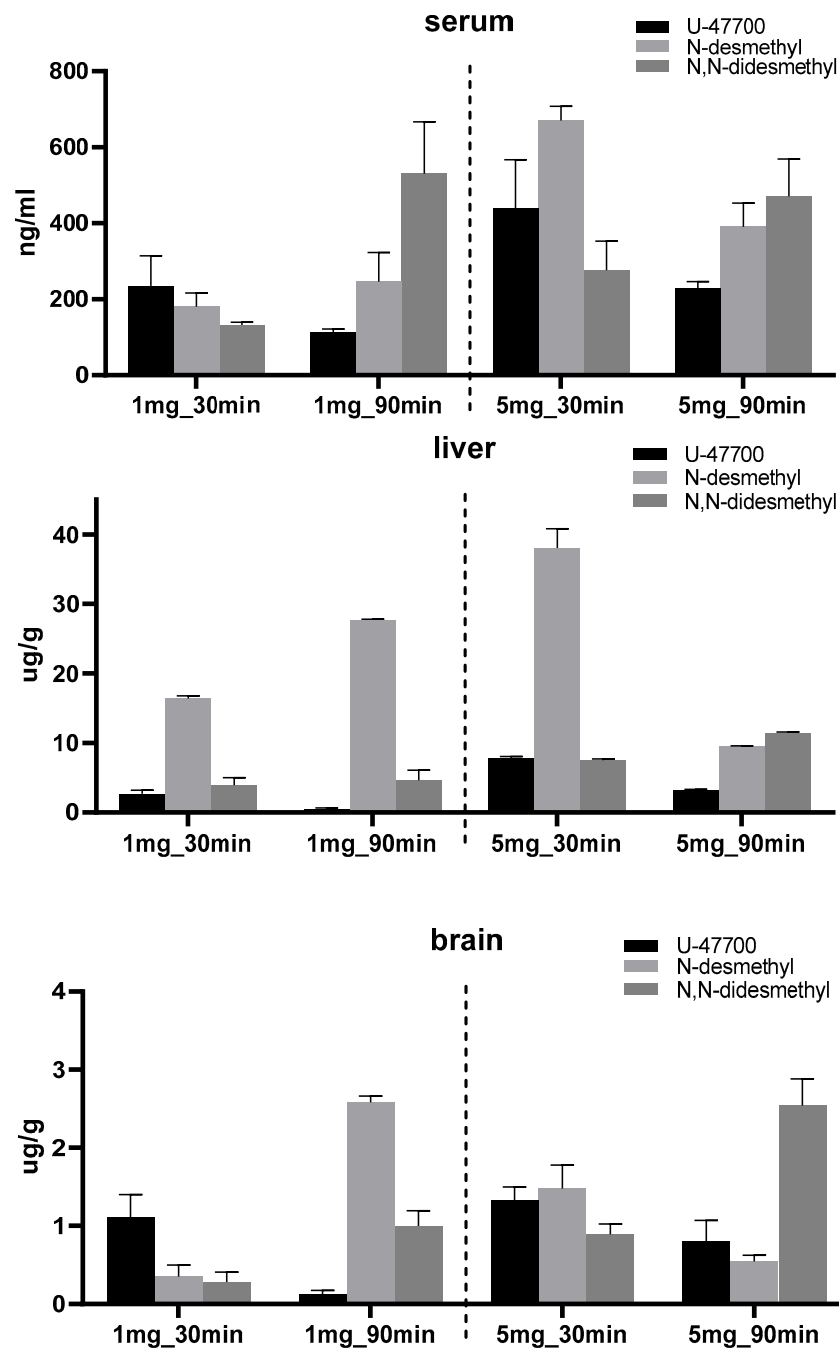 serum
U-47700
N-desmethyl
N,N-didesmethyl
800
600
400
200
0
ng/ml
1mg_30min 1mg_90min 5mg_30min 5mg_90min
liver
U-47700
N-desmethyl
N,N-didesmethyl
40
30
20
10
0
ug/g
1mg_30min 1mg_90min 5mg_30min 5mg_90min
brain
U-47700
N-desmethyl
N,N-didesmethyl
4
3
2
1
0
ug/g
1mg_30min 1mg_90min 5mg_30min 5mg_90min